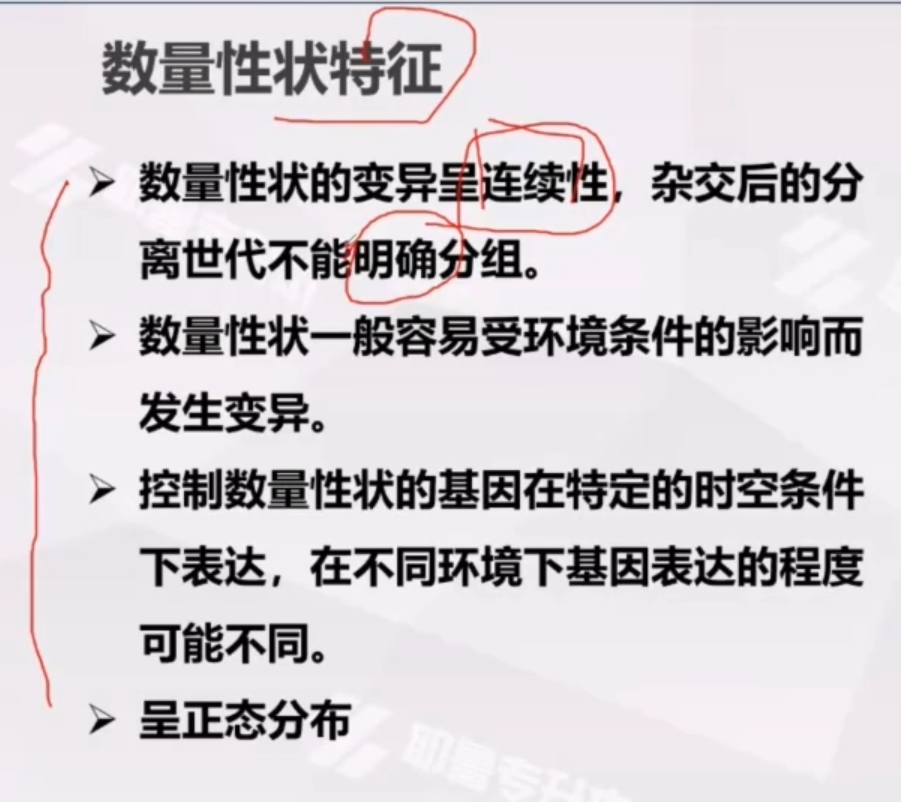 数量性状特征
➢ 数量性状的变异呈连续性，杂交后的分
离世代不能明确分组。
➢ 数量性状一般容易受环境条件的影响而
发生变异。
➢ 控制数量性状的基因在特定的时空条件
下表达，在不同环境下基因表达的程度
可能不同。
➢ 呈正态分布